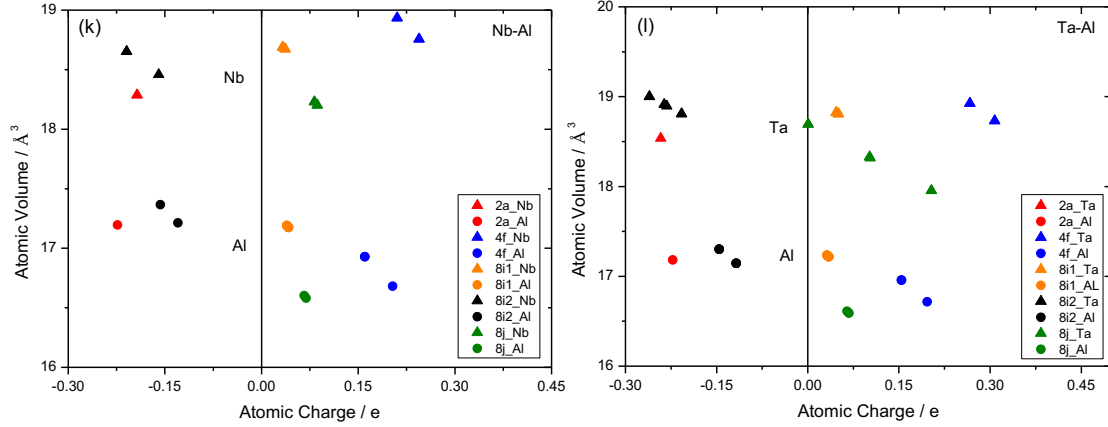 (k)
Nb-Al
Nb
Al
19
18
17
16
-0.30
-0.15
0.00
0.15
0.30
0.45
Atomic Volume / Å³
Atomic Charge / e
2a_Nb
2a_Al
4f_Nb
4f_Al
8i1_Nb
8i1_Al
8i2_Nb
8i2_Al
8j_Nb
8j_Al
(l)
Ta-Al
Ta
Al
20
19
18
17
16
-0.30
-0.15
0.00
0.15
0.30
0.45
Atomic Volume / Å³
Atomic Charge / e
2a_Ta
2a_Al
4f_Ta
4f_Al
8i1_Ta
8i1_AL
8i2_Ta
8i2_Al
8j_Ta
8j_Al